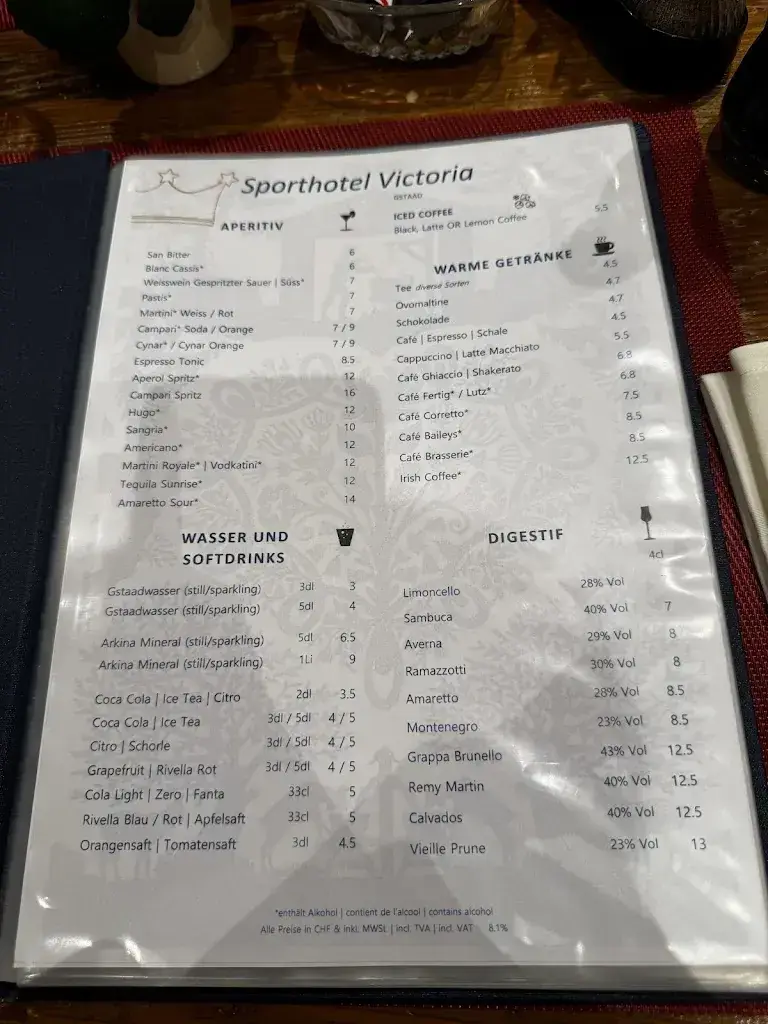 Sporthotel Victoria
GSTAAD
APERITIV
San Bitter 6
Blanc Cassis* 6
Weisswein Gespritzter Sauer | Süss* 7
Pastis* 7
Martini* Weiss / Rot 7
Campari* Soda / Orange 7 / 9
Cynar* / Cynar Orange 7 / 9
Espresso Tonic 8.5
Aperol Spritz* 12
Campari Spritz 16
Hugo* 12
Sangria* 10
Americano* 12
Martini Royale* | Vodkatini* 12
Tequila Sunrise* 12
Amaretto Sour* 14
ICED COFFEE 5.5
Black, Latte OR Lemon Coffee
WARME GETRÄNKE
Tee diverse Sorten 4.5
Ovomaltine 4.7
Schokolade 4.7
Café | Espresso | Schale 4.5
Cappuccino | Latte Macchiato 5.5
Café Ghiaccio | Shakerato 6.8
Café Fertig* / Lutz* 6.8
Café Corretto* 7.5
Café Baileys* 8.5
Café Brasserie* 8.5
Irish Coffee* 12.5
WASSER UND
SOFTDRINKS
Gstaadwasser (still/sparkling) 3dl 3
Gstaadwasser (still/sparkling) 5dl 4
Arkina Mineral (still/sparkling) 5dl 6.5
Arkina Mineral (still/sparkling) 1Li 9
Coca Cola | Ice Tea | Citro 2dl 3.5
Coca Cola | Ice Tea 3dl / 5dl 4 / 5
Citro | Schorle 3dl / 5dl 4 / 5
Grapefruit | Rivella Rot 3dl / 5dl 4 / 5
Cola Light | Zero | Fanta 33cl 5
Rivella Blau / Rot | Apfelsaft 33cl 5
Orangensaft | Tomatensaft 3dl 4.5
DIGESTIF
4cl
Limoncello 28% Vol
Sambuca 40% Vol 7
Averna 29% Vol 8
Ramazzotti 30% Vol 8
Amaretto 28% Vol 8.5
Montenegro 23% Vol 8.5
Grappa Brunello 43% Vol 12.5
Remy Martin 40% Vol 12.5
Calvados 40% Vol 12.5
Vieille Prune 23% Vol 13
*enthält Alkohol | contient de l'alcool | contains alcohol
Alle Preise in CHF & inkl. MWSL | incl. TVA | incl. VAT 8.1%